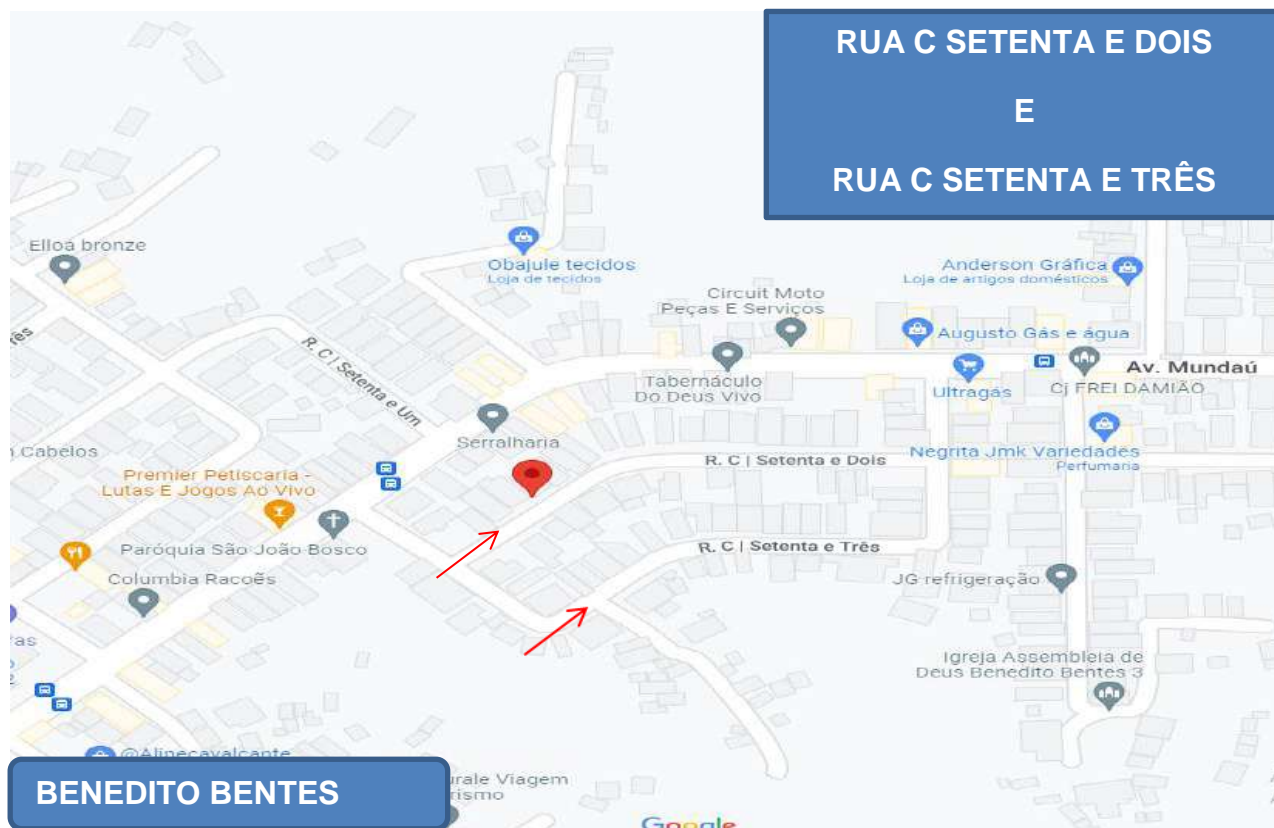 RUA C SETENTA E DOIS
E
RUA C SETENTA E TRÊS
Elloá bronze
Obajule tecidos
Loja de tecidos
Anderson Gráfica
Loja de artigos domésticos
Circuit Moto
Peças E Serviços
Augusto Gás e água
R. C | Setenta e Um
Av. Mundaú
Tabernáculo
Do Deus Vivo
Ultragás
Cj FREI DAMIÃO
Serralharia
Cabelos
R. C | Setenta e Dois
Negrita Jmk Variedades
Perfumaria
Premier Petiscaria -
Lutas E Jogos Ao Vivo
Paróquia São João Bosco
R. C | Setenta e Três
Columbia Racoês
JG refrigeração
Igreja Assembleia de
Deus Benedito Bentes 3
@Alinecavalcante
BENEDITO BENTES
Viagem
Google